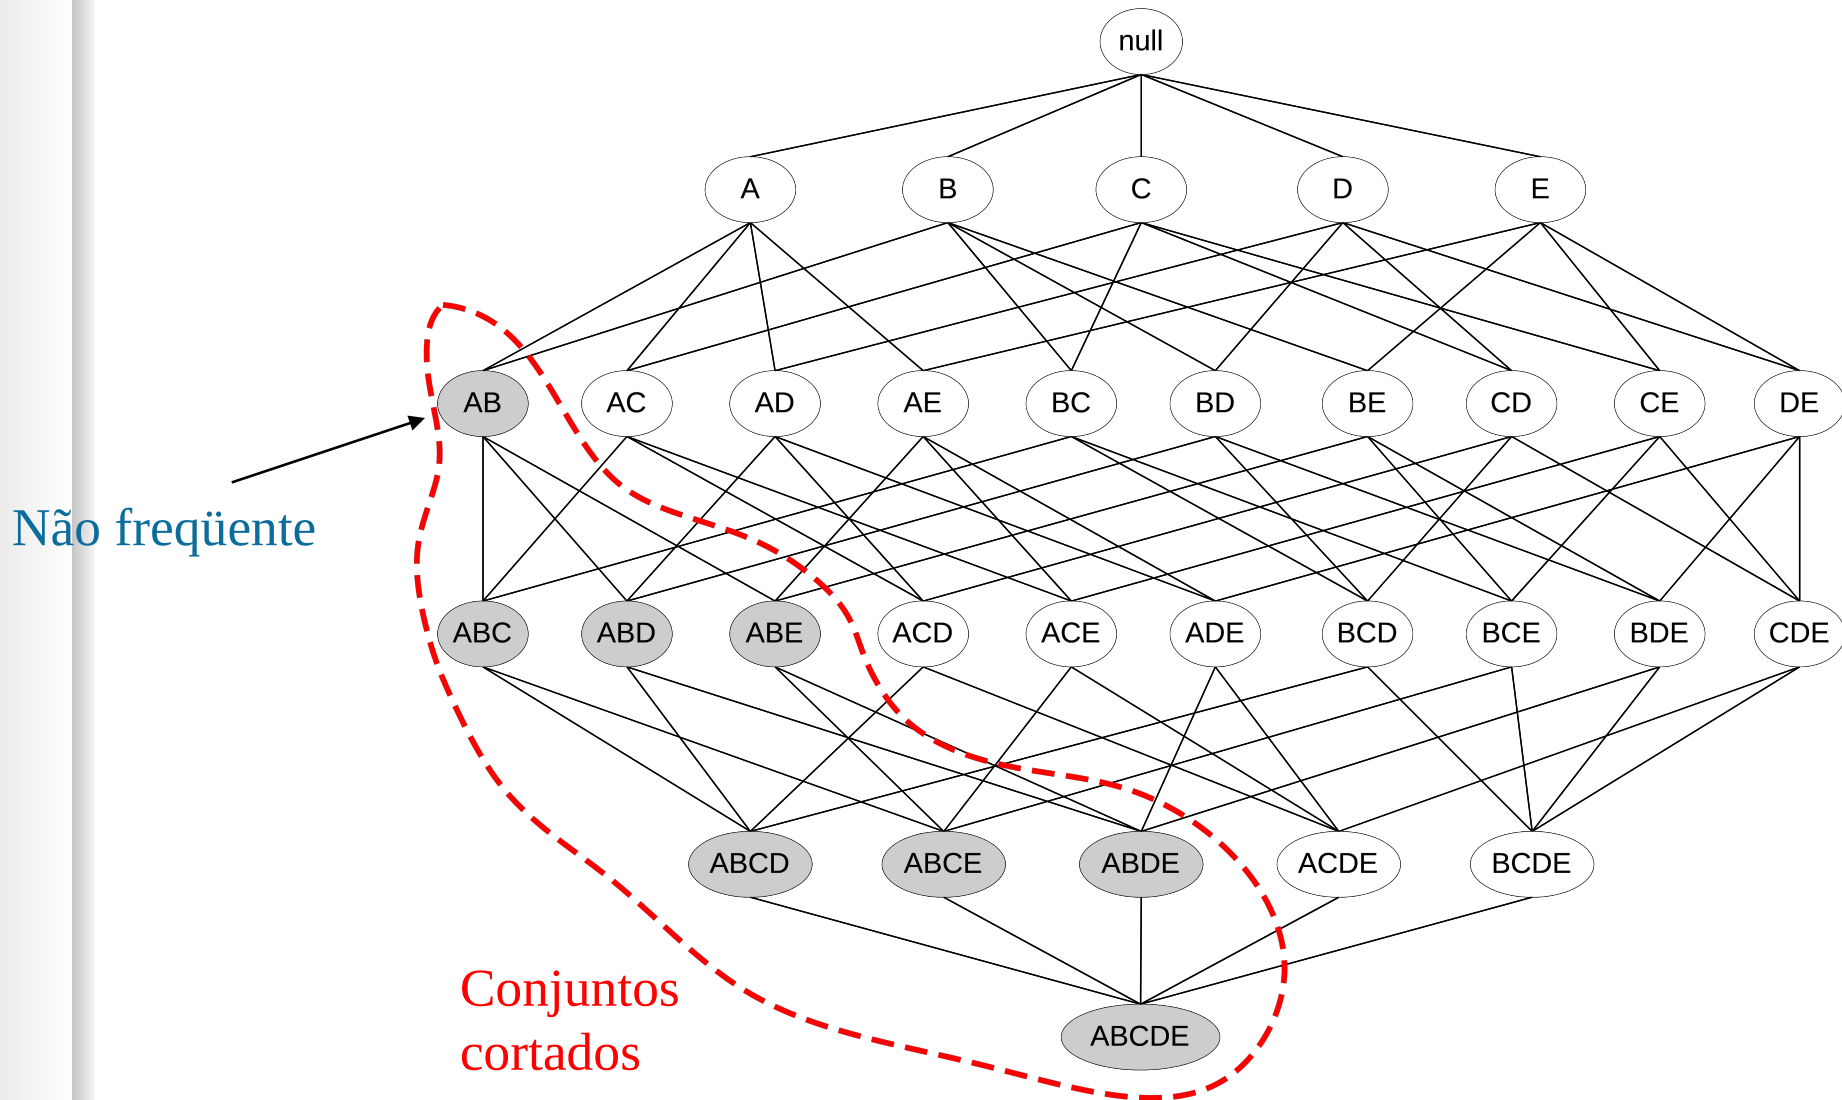 null
A B C D E
AB AC AD AE BC BD BE CD CE DE
Não freqüente
ABC ABD ABE ACD ACE ADE BCD BCE BDE CDE
ABCD ABCE ABDE ACDE BCDE
Conjuntos
cortados
ABCDE